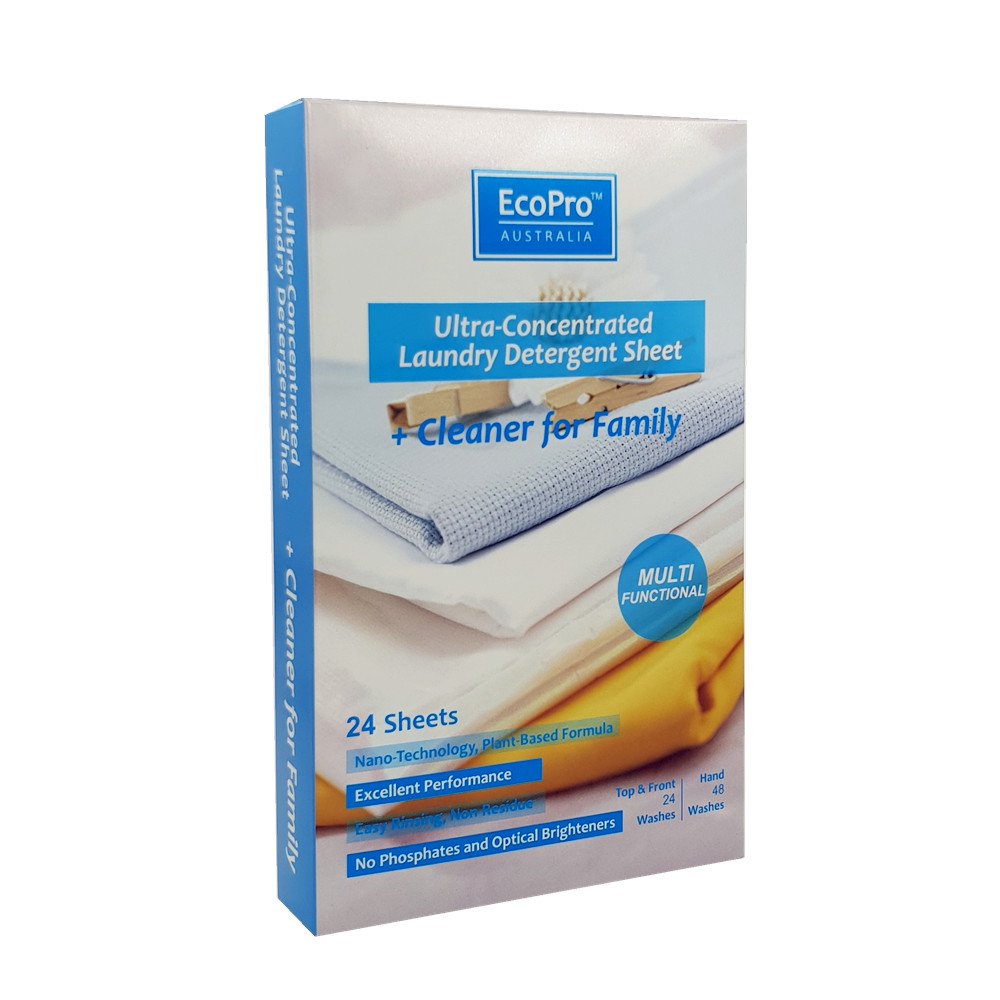 EcoPro™
AUSTRALIA
Ultra-Concentrated
Laundry Detergent Sheet
+ Cleaner for Family
MULTI
FUNCTIONAL
24 Sheets
Nano-Technology, Plant-Based Formula
Excellent Performance
Easy Rinsing, Non Residue
No Phosphates and Optical Brighteners
Top & Front
24
Washes
Hand
48
Washes
Ultra-Concentrated
Laundry Detergent Sheet
+ Cleaner for Family